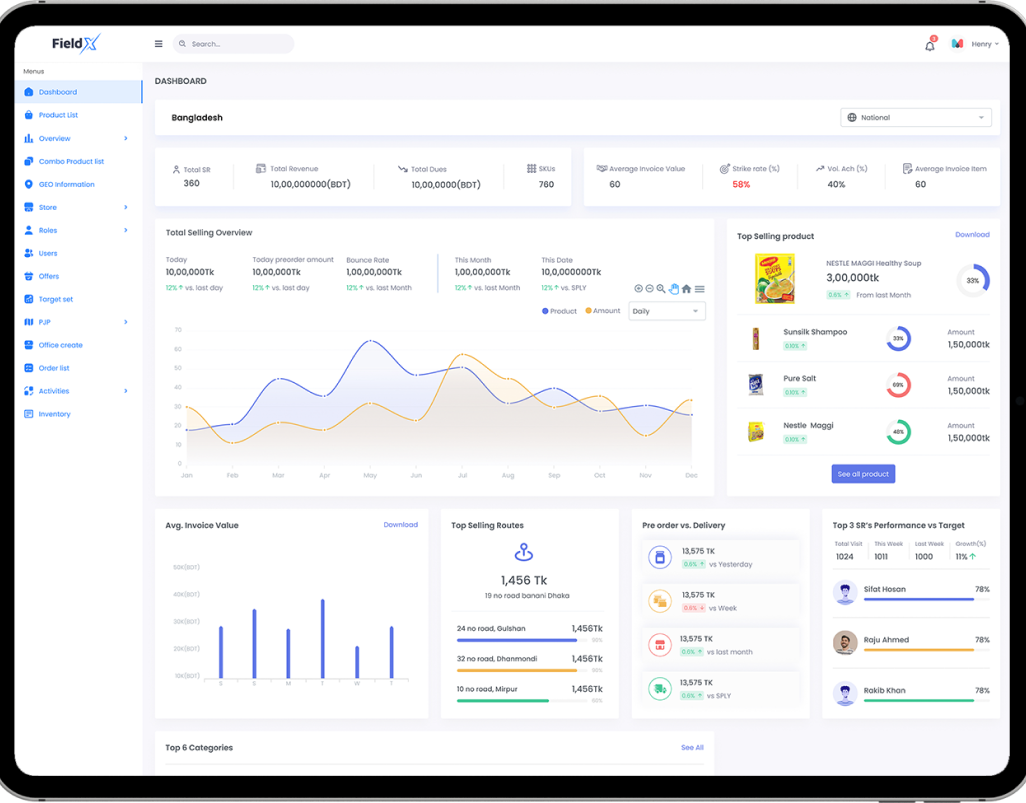 FieldX
Search...
3
Henry
Menus
Dashboard
Product List
Overview
Combo Product list
GEO Information
Store
Roles
Users
Offers
Target set
PJP
Office create
Order list
Activities
Inventory
DASHBOARD
Bangladesh
National
Total SR
360
Total Revenue
10,00,000000(BDT)
Total Dues
10,00,0000(BDT)
SKUs
760
Average Invoice Value
60
Strike rate (%)
58%
Vol. Ach (%)
40%
Average Invoice Item
60
Total Selling Overview
Today
10,00,000Tk
12% ↑ vs. last day
Today preorder amount
10,00,000Tk
12% ↑ vs. last day
Bounce Rate
1,00,00,000Tk
12% ↑ vs. last Month
This Month
1,00,00,000Tk
12% ↑ vs. last Month
This Date
10,0,000000Tk
12% ↑ vs. SPLY
Product
Amount
Daily
70
60
50
40
30
20
10
0
Jan Feb Mar Apr May Jun Jul Aug Sep Oct Nov Dec
Top Selling product
Download
NESTLE MAGGI Healthy Soup
3,00,000tk
0.6% ↑ From last Month
33%
Sunsilk Shampoo
0.10% ↑
33%
Amount
1,50,000tk
Pure Salt
0.10% ↑
69%
Amount
1,50,000tk
Nestle Maggi
0.10% ↑
48%
Amount
1,50,000tk
See all product
Avg. Invoice Value
Download
50K(BDT)
40K(BDT)
30K(BDT)
20K(BDT)
10K(BDT)
S S M T W T
Top Selling Routes
1,456 Tk
19 no road banani Dhaka
24 no road, Gulshan 1,456Tk
32 no road, Dhanmondi 1,456Tk
10 no road, Mirpur 1,456Tk
Pre order vs. Delivery
13,575 TK
0.6% ↑ vs Yesterday
13,575 TK
0.6% ↓ vs Week
13,575 TK
0.6% ↑ vs last month
13,575 TK
0.6% ↑ vs SPLY
Top 3 SR's Performance vs Target
Total Visit
1024
This Week
1011
Last Week
1000
Growth(%)
11% ↑
Sifat Hosan 78%
Raju Ahmed 78%
Rakib Khan 78%
Top 6 Categories
See All